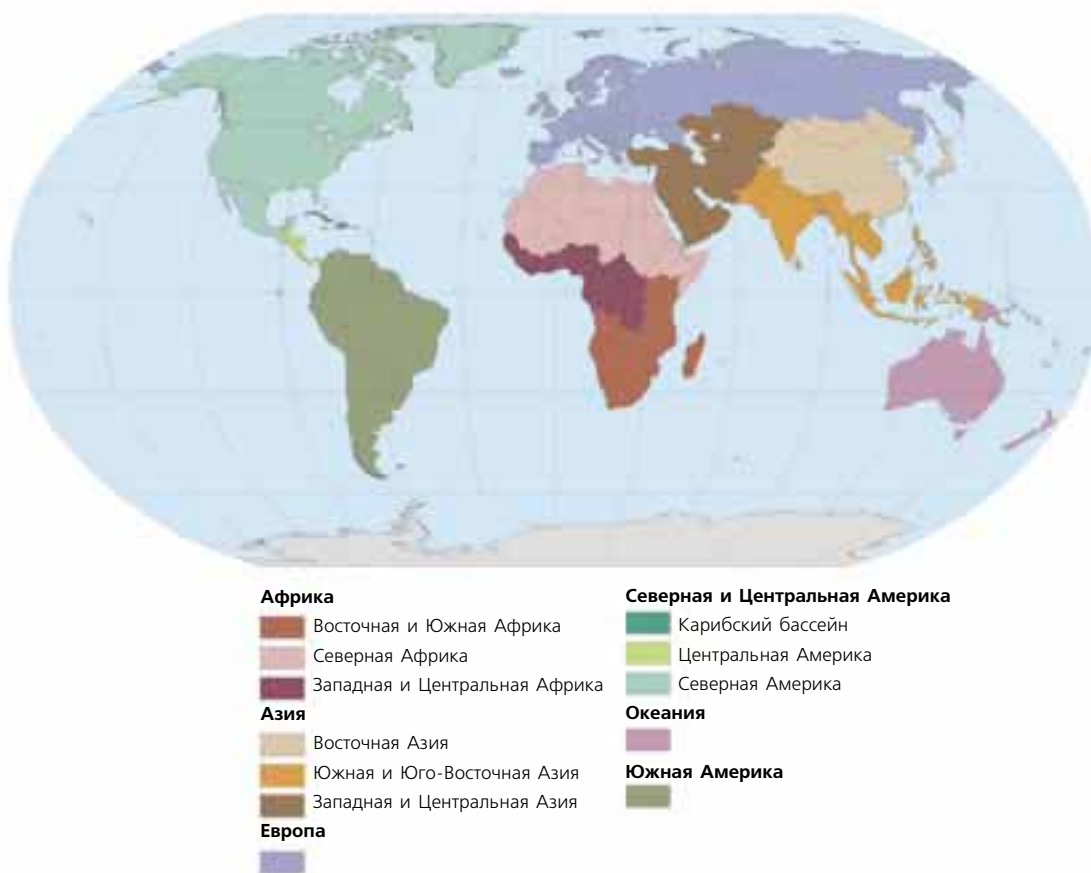 Африка
Восточная и Южная Африка
Северная Африка
Западная и Центральная Африка
Азия
Восточная Азия
Южная и Юго-Восточная Азия
Западная и Центральная Азия
Европа
Северная и Центральная Америка
Карибский бассейн
Центральная Америка
Северная Америка
Океания
Южная Америка